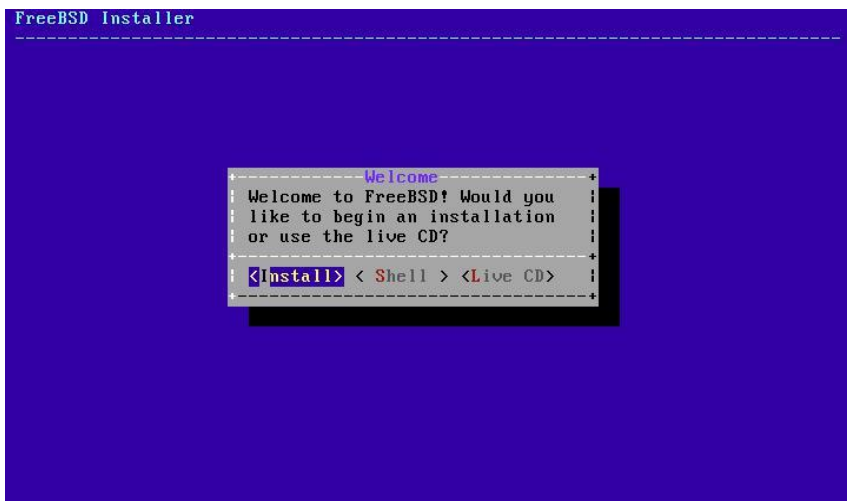 FreeBSD Installer
Welcome
Welcome to FreeBSD! Would you
like to begin an installation
or use the live CD?
<Install> < Shell > <Live CD>